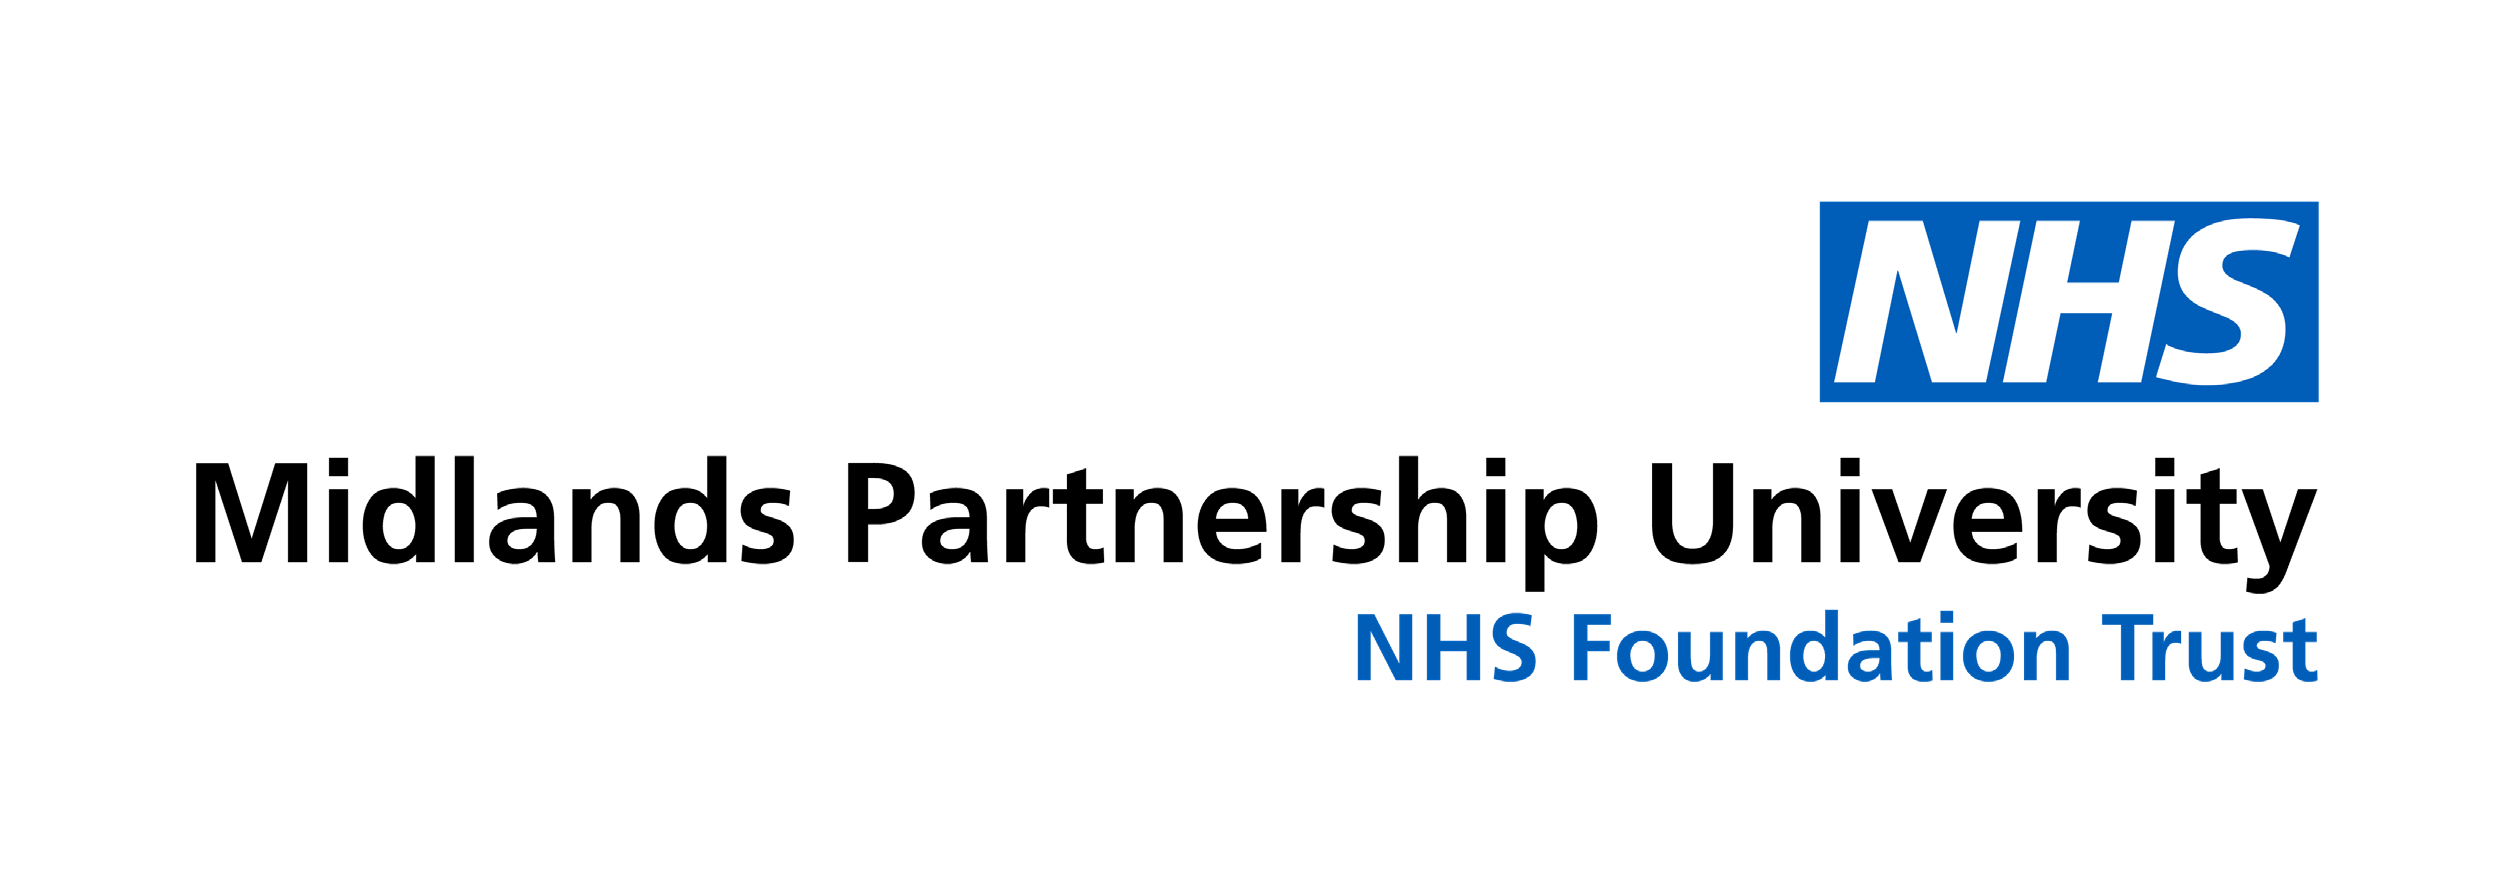 NHS
Midlands Partnership University
NHS Foundation Trust